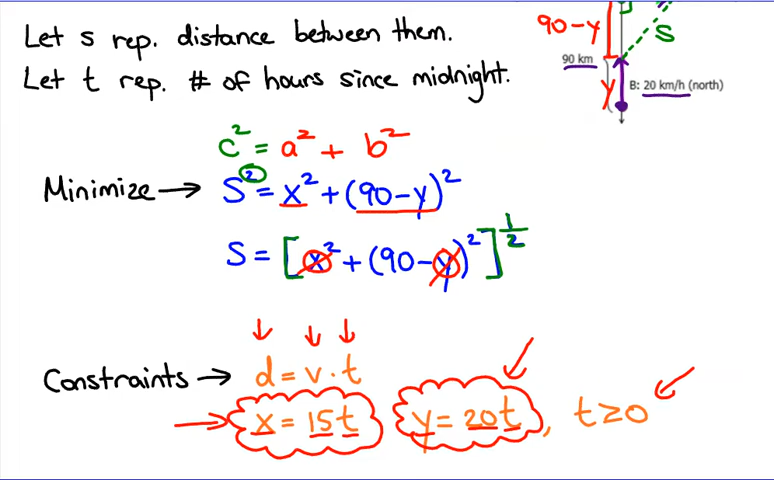 Let s rep. distance between them.
Let t rep. # of hours since midnight.
90-y
S
90 km
y
B: 20 km/h (north)
c² = a² + b²
Minimize → S² = x² + (90-y)²
S = [x² + (90-y)²]^½
Constraints → d = v · t
→ x = 15t y = 20t, t ≥ 0